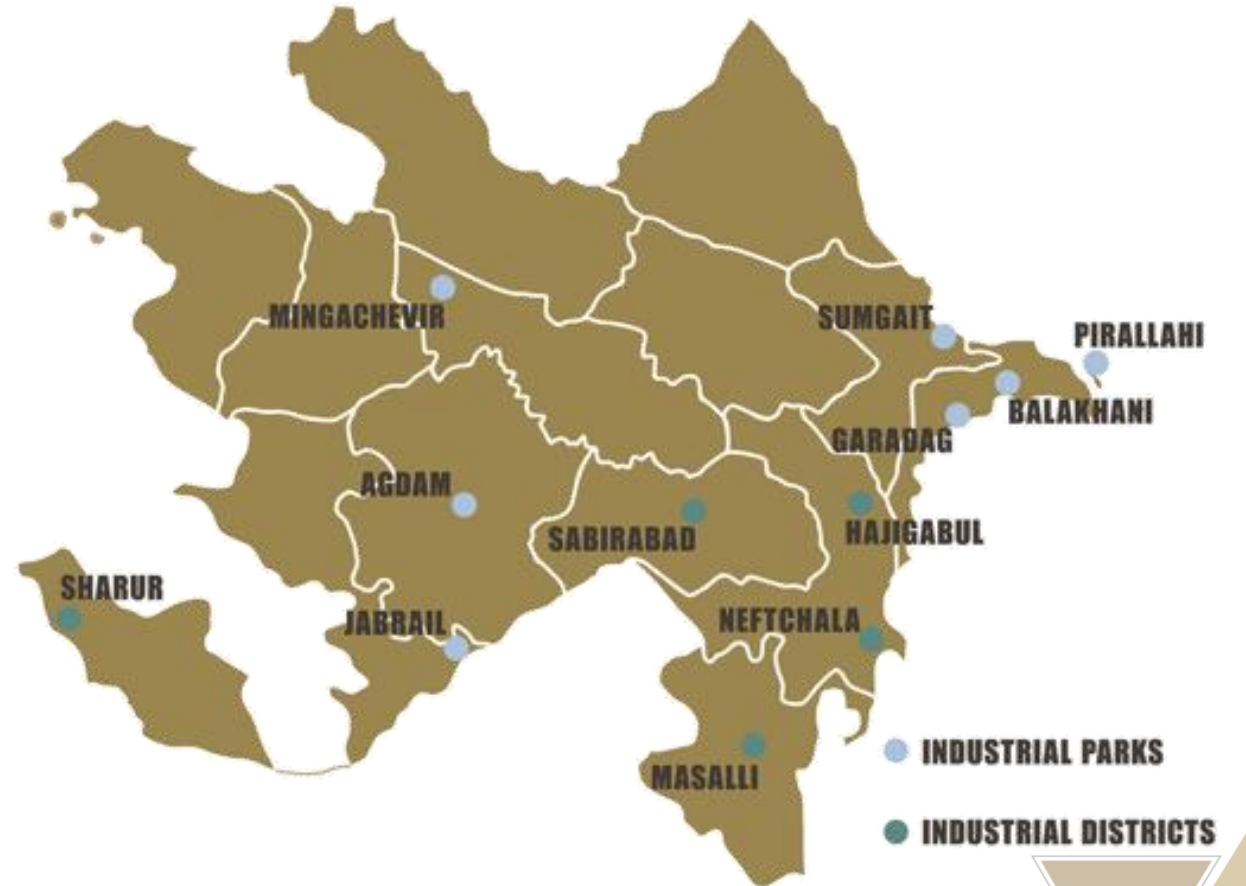 MINGACHEVIR
SUMGAIT
PIRALLAHI
BALAKHANI
GARADAG
AGDAM
SABIRABAD
HAJIGABUL
SHARUR
JABRAIL
NEFTCHALA
MASALLI
INDUSTRIAL PARKS
INDUSTRIAL DISTRICTS